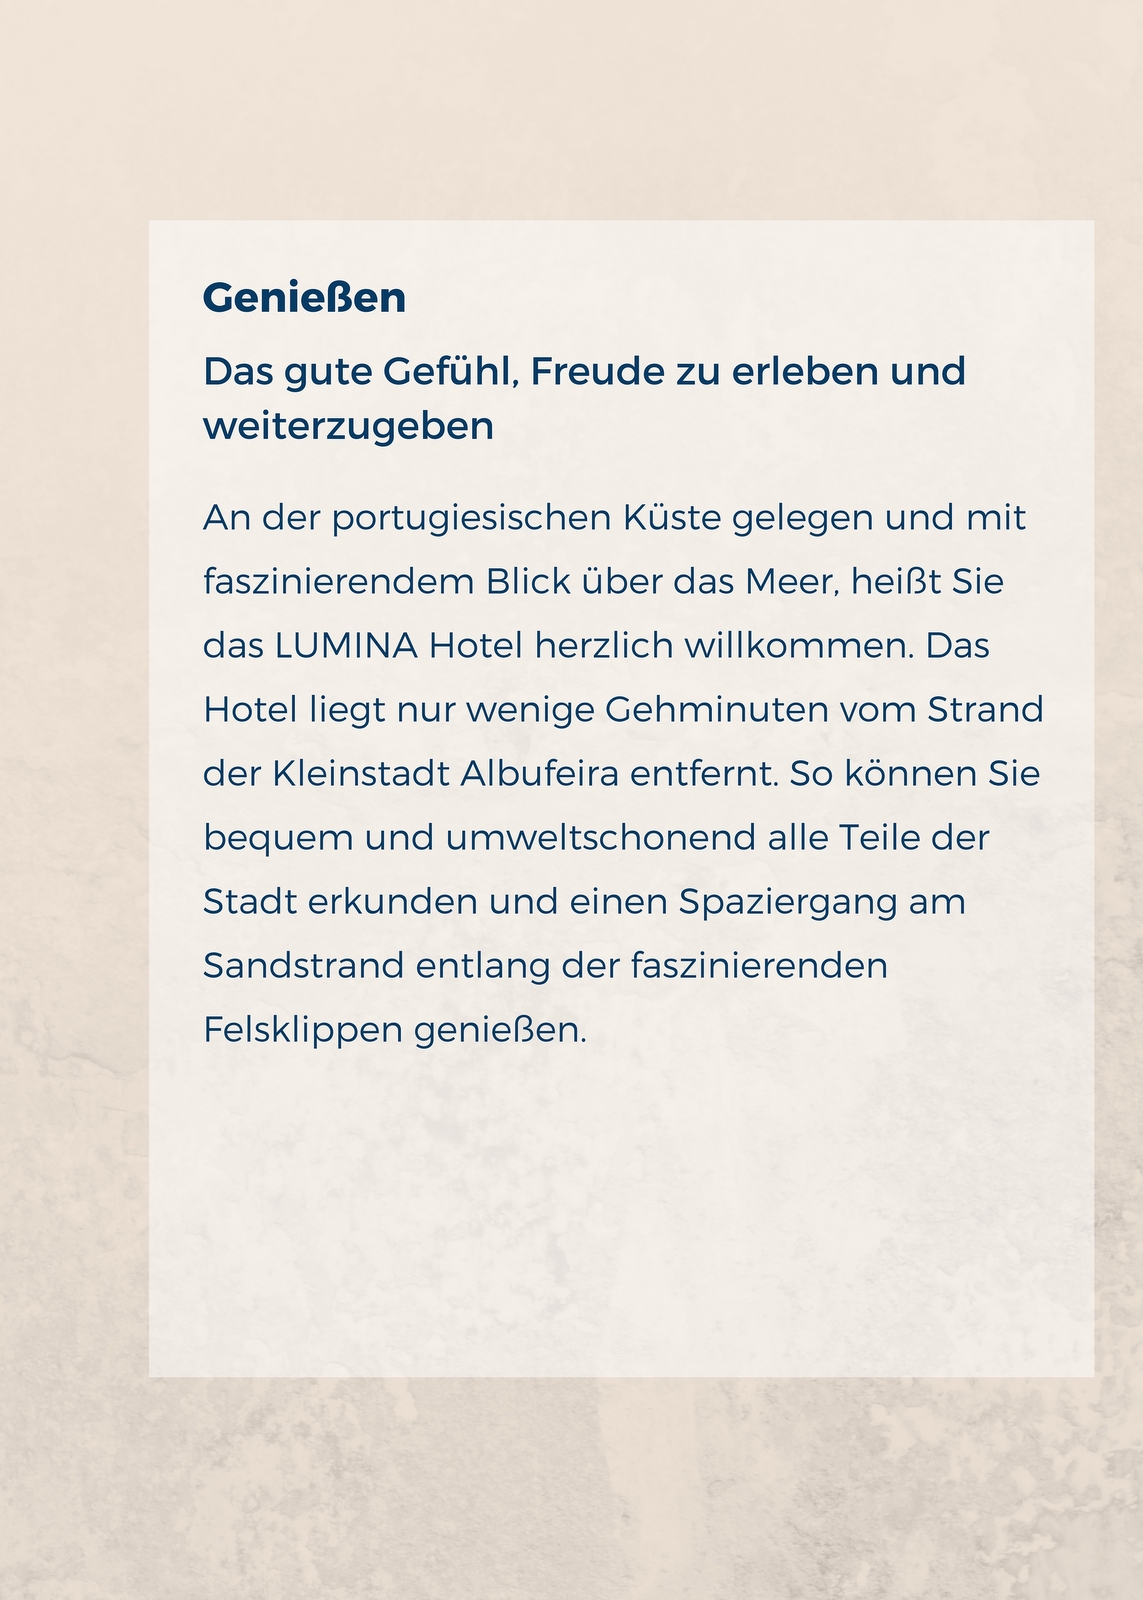 Genießen
Das gute Gefühl, Freude zu erleben und
weiterzugeben
An der portugiesischen Küste gelegen und mit
faszinierendem Blick über das Meer, heißt Sie
das LUMINA Hotel herzlich willkommen. Das
Hotel liegt nur wenige Gehminuten vom Strand
der Kleinstadt Albufeira entfernt. So können Sie
bequem und umweltschonend alle Teile der
Stadt erkunden und einen Spaziergang am
Sandstrand entlang der faszinierenden
Felsklippen genießen.